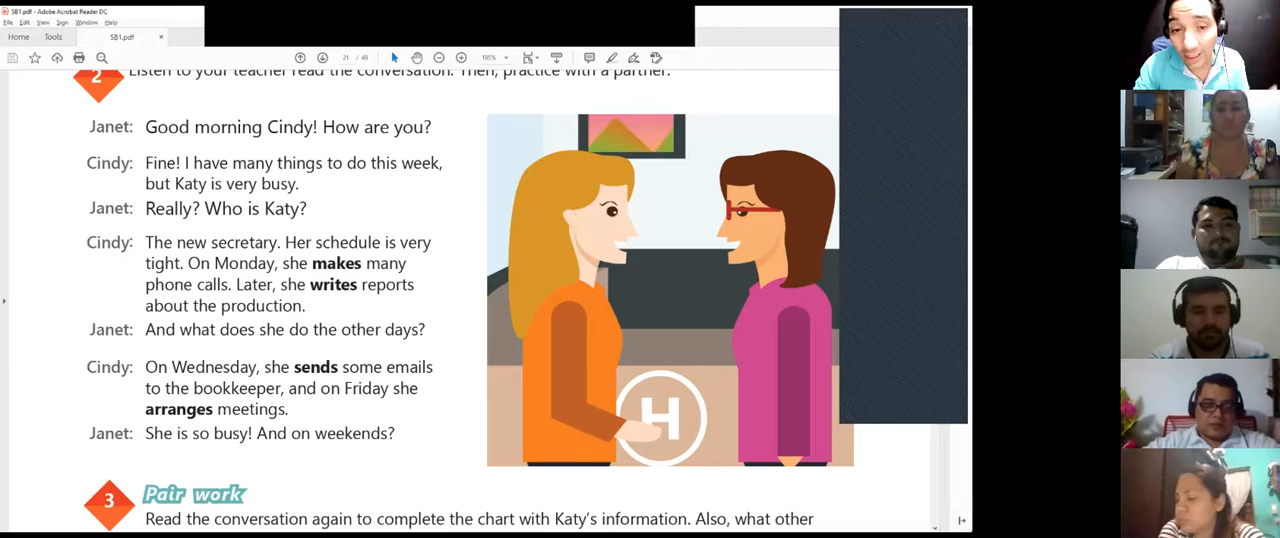 SB1.pdf - Adobe Acrobat Reader DC
File Edit View Sign Window Help
Home Tools SB1.pdf ×
21 / 49 195%
2 Listen to your teacher read the conversation. Then, practice with a partner.
Janet: Good morning Cindy! How are you?
Cindy: Fine! I have many things to do this week,
but Katy is very busy.
Janet: Really? Who is Katy?
Cindy: The new secretary. Her schedule is very
tight. On Monday, she makes many
phone calls. Later, she writes reports
about the production.
Janet: And what does she do the other days?
Cindy: On Wednesday, she sends some emails
to the bookkeeper, and on Friday she
arranges meetings.
Janet: She is so busy! And on weekends?
H
3 Pair work
Read the conversation again to complete the chart with Katy's information. Also, what other